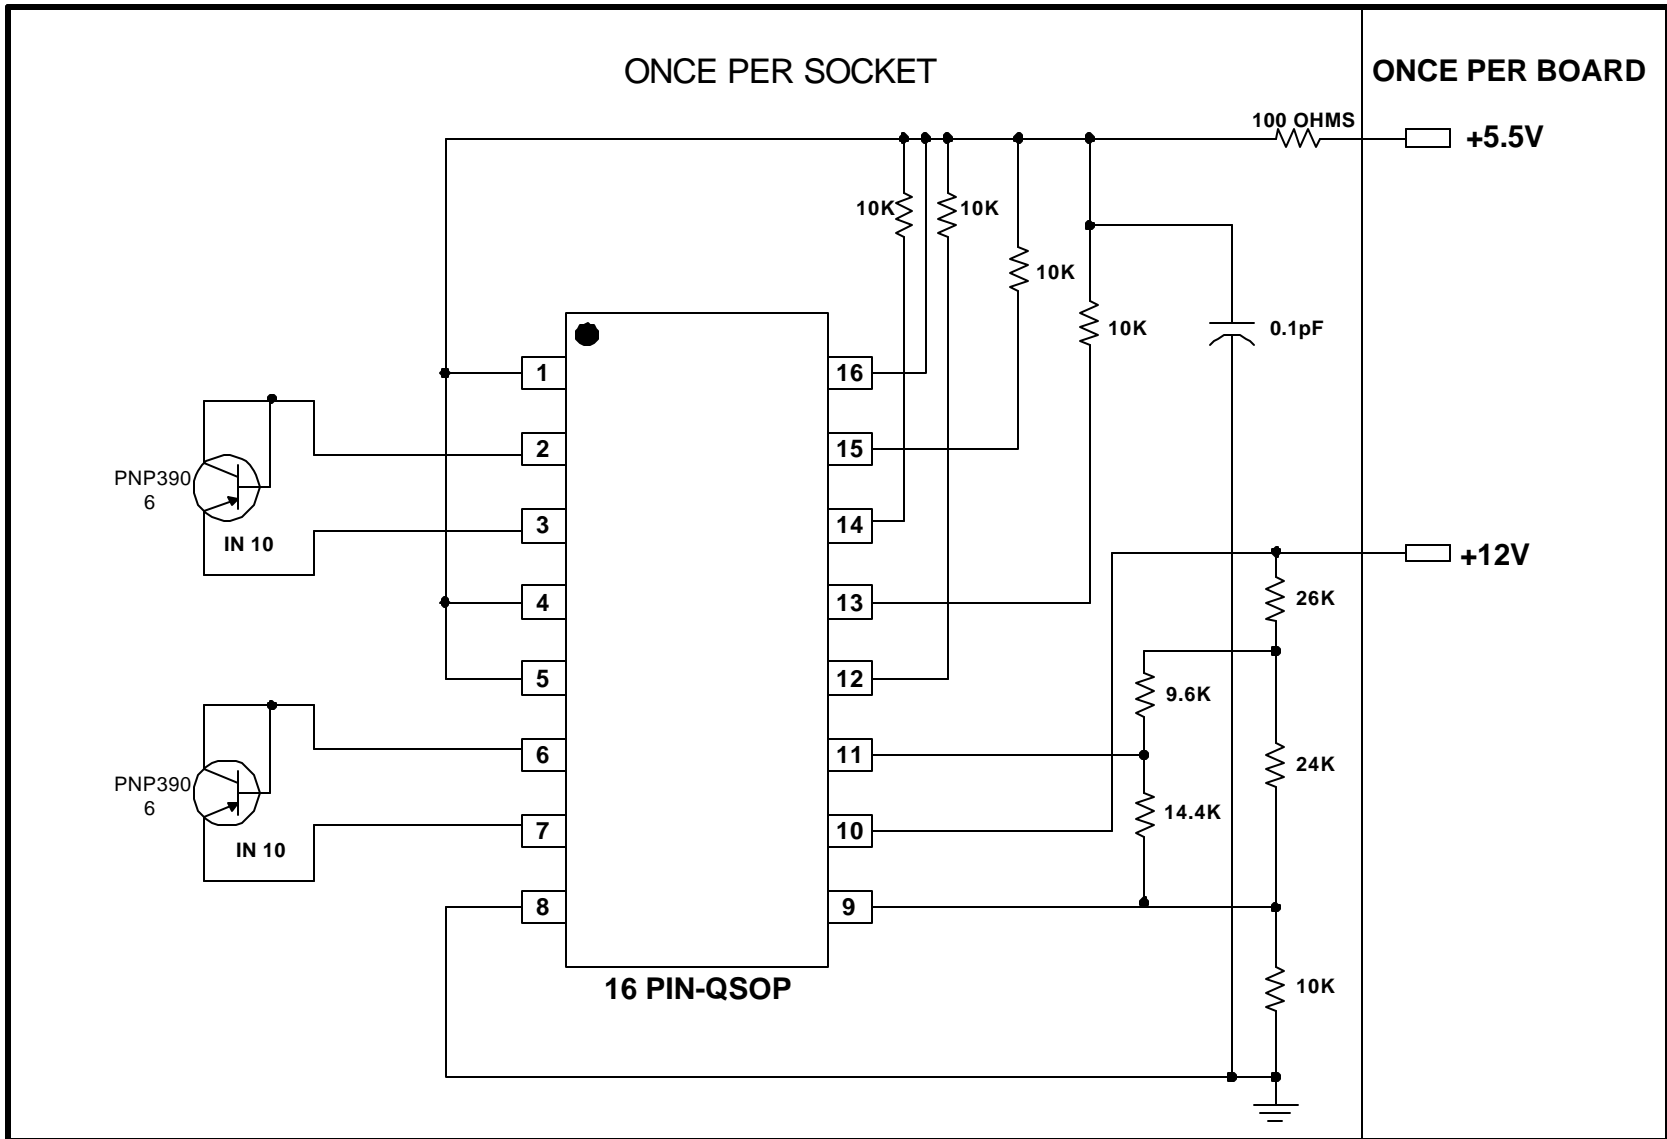 ONCE PER SOCKET
ONCE PER BOARD
100 OHMS
+5.5V
10K
10K
10K
10K
0.1pF
1
16
2
15
PNP390
6
3
14
IN 10
+12V
4
13
26K
5
12
9.6K
6
11
24K
PNP390
6
14.4K
7
10
IN 10
8
9
16 PIN-QSOP
10K